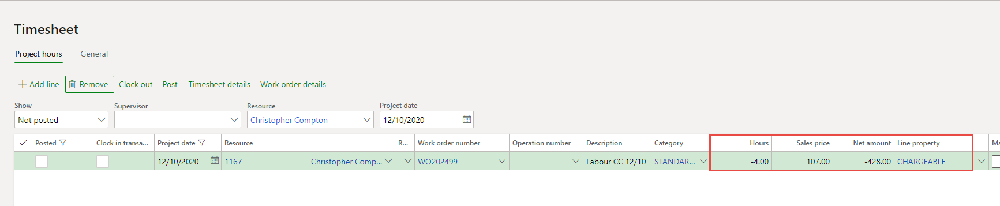 Timesheet
Project hours General
Add line Remove Clock out Post Timesheet details Work order details
Show Supervisor Resource Project date
Not posted Christopher Compton 12/10/2020
Posted Clock in transa... Project date Resource R... Work order number Operation number Description Category Hours Sales price Net amount Line property Ma
12/10/2020 1167 Christopher Comp... WO202499 Labour CC 12/10 STANDAR... -4.00 107.00 -428.00 CHARGEABLE